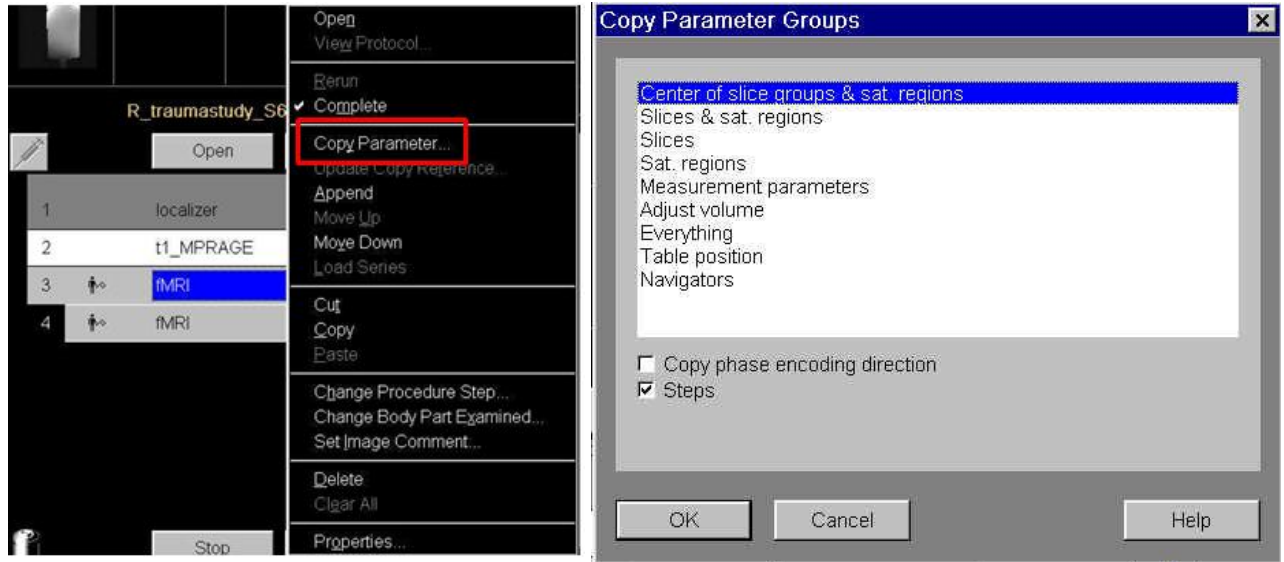 R_traumastudy_S6
Open
1 localizer
2 t1_MPRAGE
3 fMRI
4 fMRI
Stop
Open
View Protocol...
Rerun
Complete
Copy Parameter...
Update Copy Reference...
Append
Move Up
Move Down
Load Series
Cut
Copy
Paste
Change Procedure Step...
Change Body Part Examined...
Set Image Comment...
Delete
Clear All
Properties...
Copy Parameter Groups
Center of slice groups & sat. regions
Slices & sat. regions
Slices
Sat. regions
Measurement parameters
Adjust volume
Everything
Table position
Navigators
Copy phase encoding direction
Steps
OK
Cancel
Help